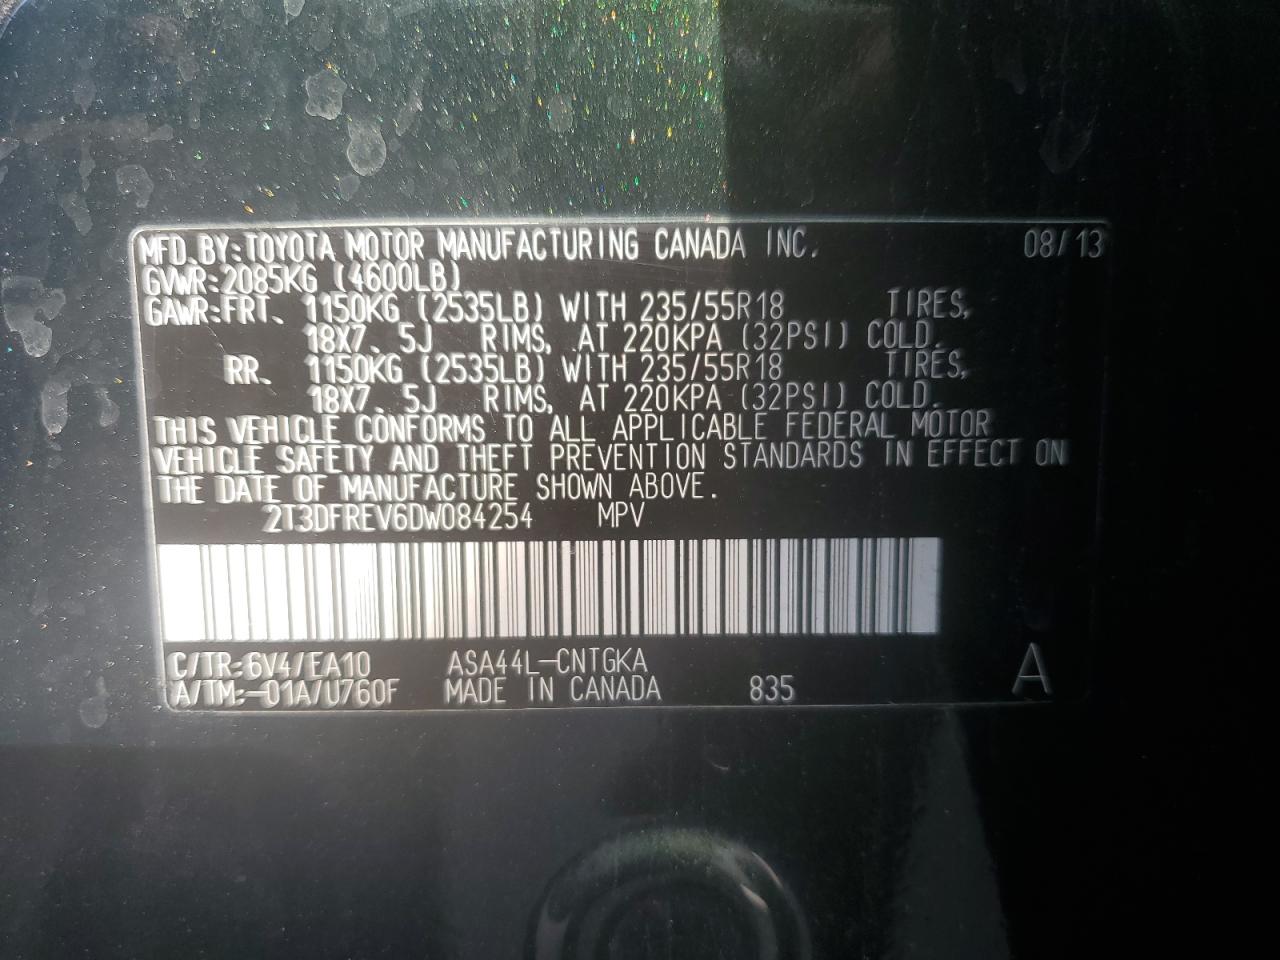 MFD.BY:TOYOTA MOTOR MANUFACTURING CANADA INC. 08/13
GVWR:2085KG (4600LB)
GAWR:FRT. 1150KG (2535LB) WITH 235/55R18 TIRES,
18X7.5J RIMS, AT 220KPA (32PSI) COLD.
RR. 1150KG (2535LB) WITH 235/55R18 TIRES,
18X7.5J RIMS, AT 220KPA (32PSI) COLD.
THIS VEHICLE CONFORMS TO ALL APPLICABLE FEDERAL MOTOR
VEHICLE SAFETY AND THEFT PREVENTION STANDARDS IN EFFECT ON
THE DATE OF MANUFACTURE SHOWN ABOVE.
2T3DFREV6DW084254 MPV
C/TR:6V4/EA10 ASA44L-CNTGKA A
A/TM:-01A/U760F MADE IN CANADA 835